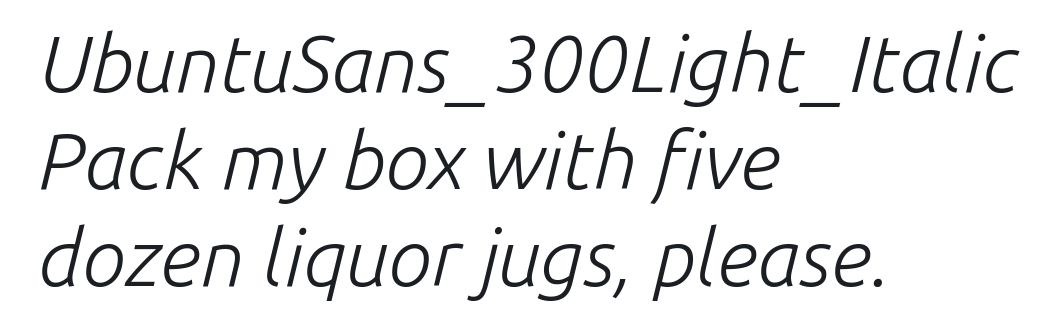 UbuntuSans_300Light_Italic
Pack my box with five
dozen liquor jugs, please.